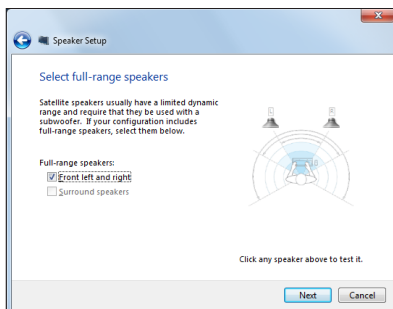 Speaker Setup
Select full-range speakers
Satellite speakers usually have a limited dynamic
range and require that they be used with a
subwoofer. If your configuration includes
full-range speakers, select them below.
Full-range speakers:
Front left and right
Surround speakers
Click any speaker above to test it.
Next
Cancel